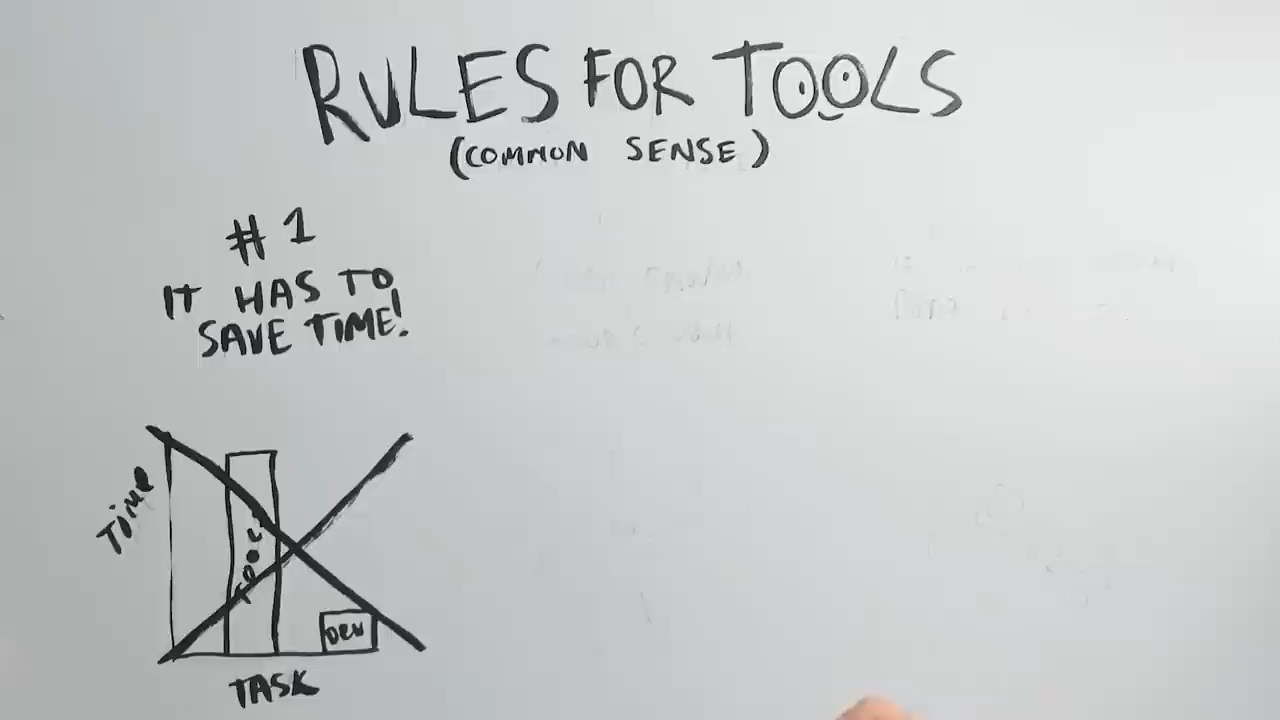 RULES FOR TOOLS
(COMMON SENSE)
#1
IT HAS TO
SAVE TIME!
TIME
TOOL
DEV
TASK